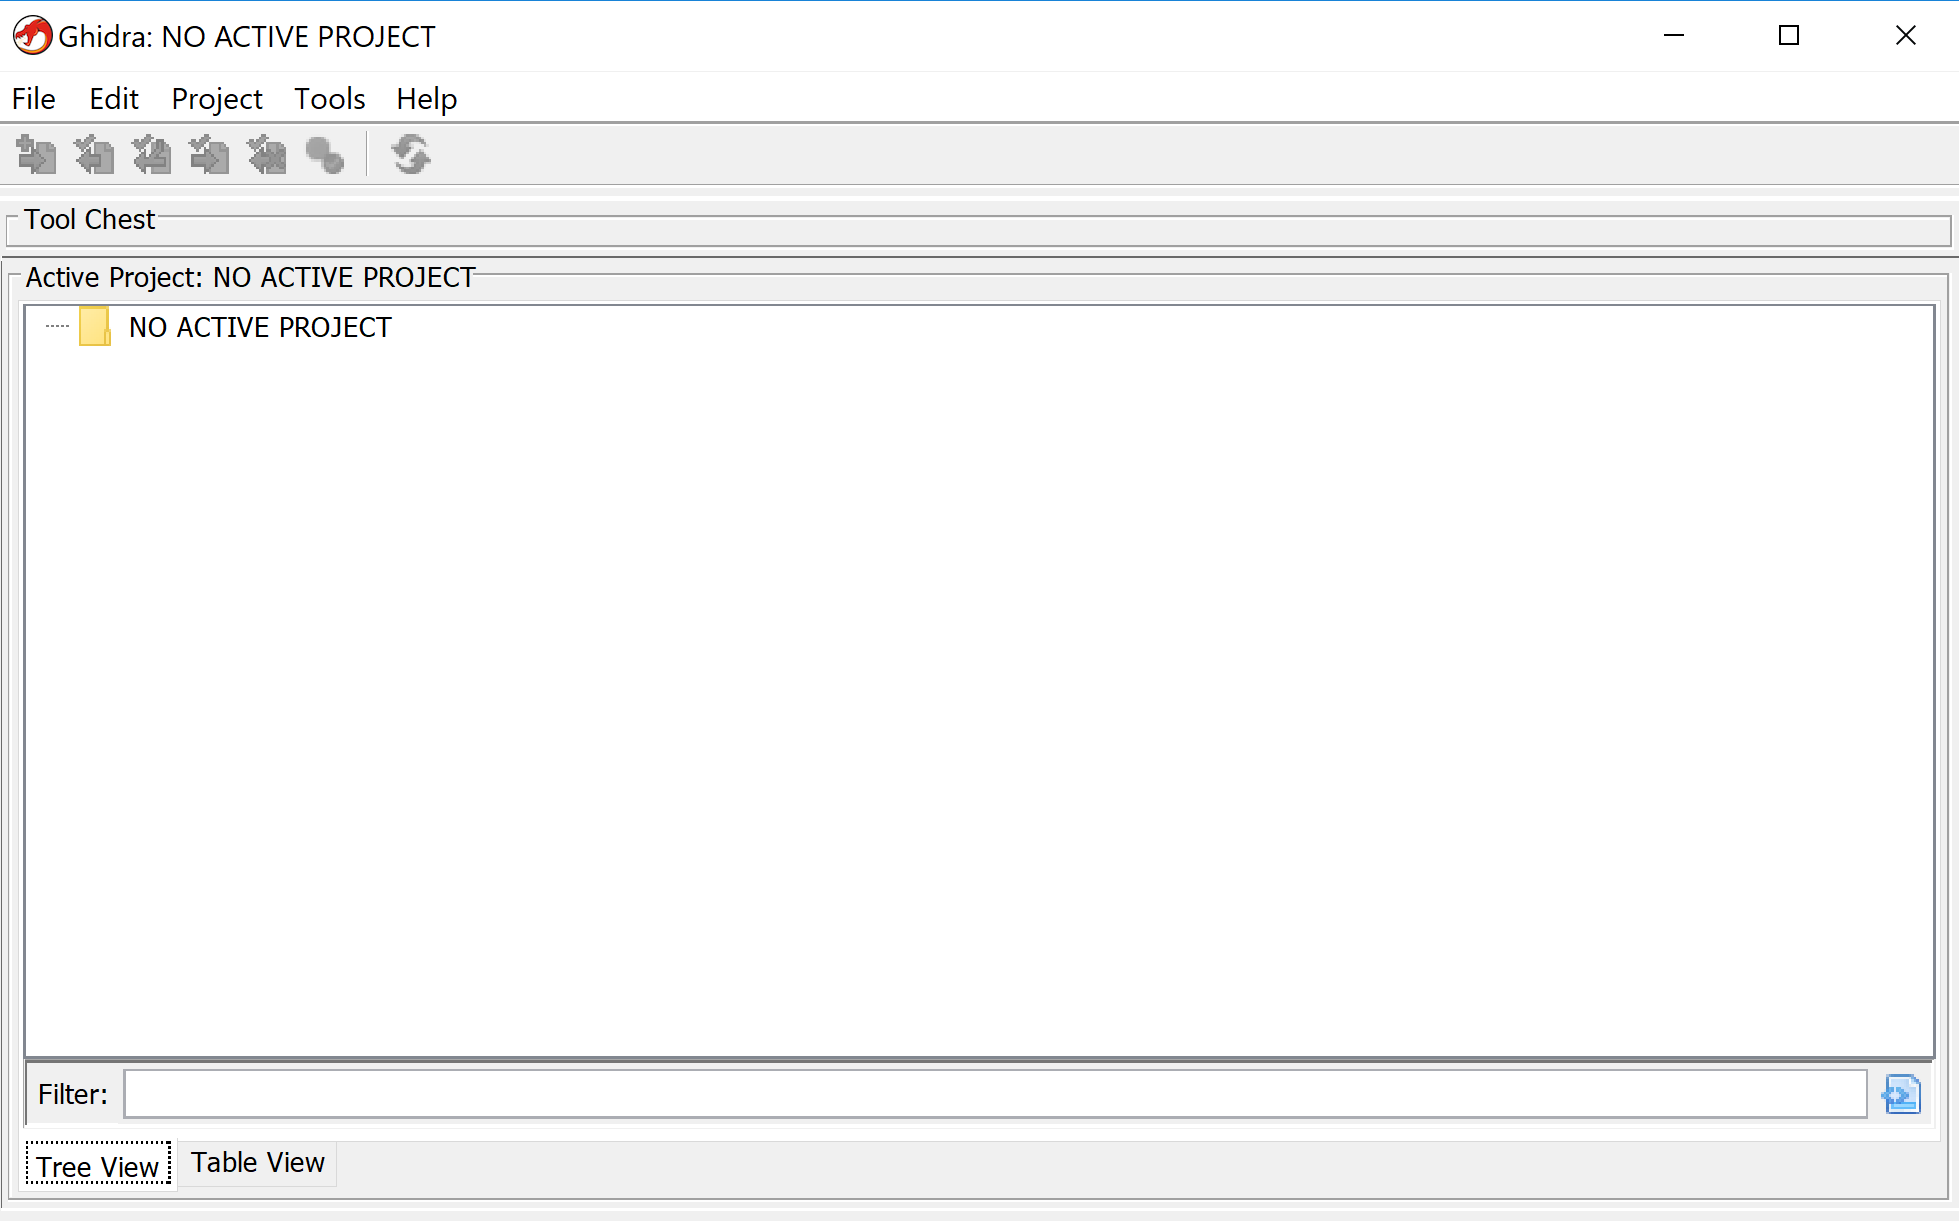 Ghidra: NO ACTIVE PROJECT
File Edit Project Tools Help
Tool Chest
Active Project: NO ACTIVE PROJECT
NO ACTIVE PROJECT
Filter:
Tree View Table View